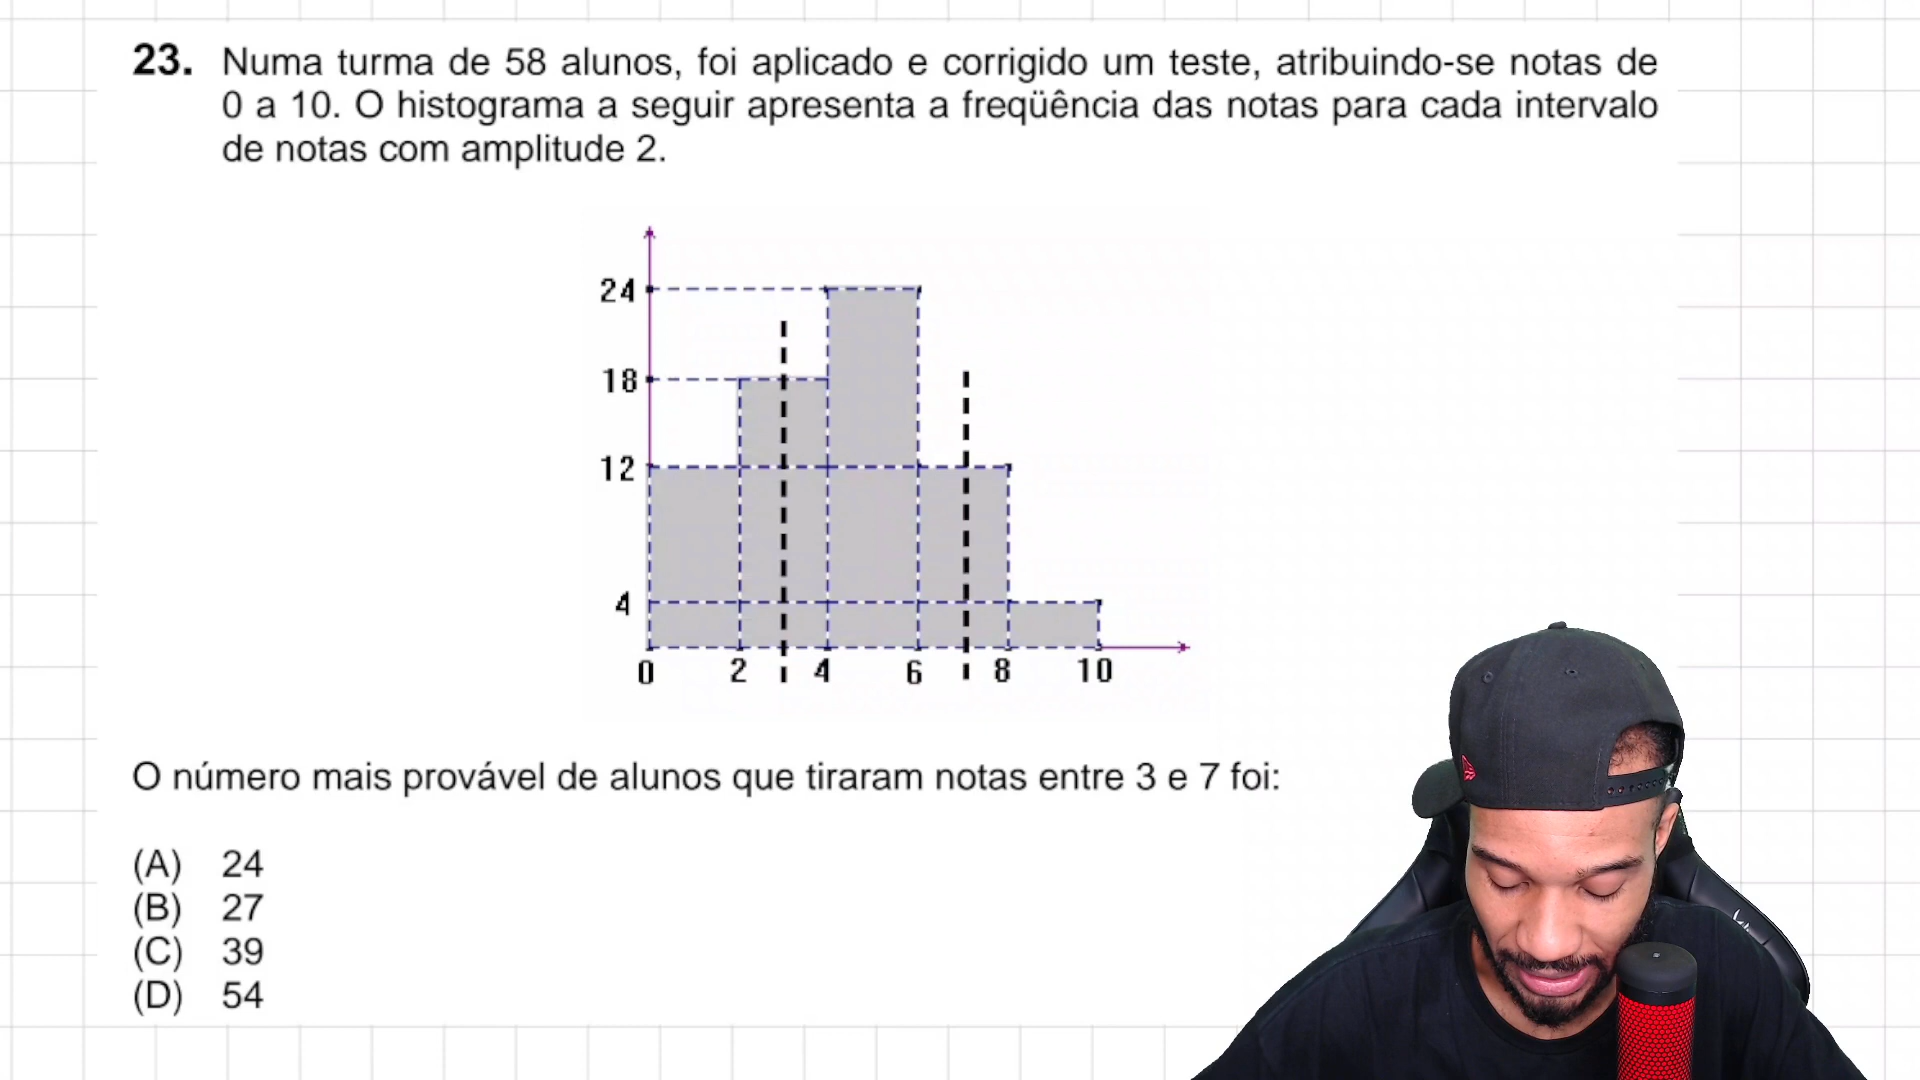 23. Numa turma de 58 alunos, foi aplicado e corrigido um teste, atribuindo-se notas de
0 a 10. O histograma a seguir apresenta a freqüência das notas para cada intervalo
de notas com amplitude 2.
24
18
12
4
0 2 4 6 8 10
O número mais provável de alunos que tiraram notas entre 3 e 7 foi:
(A) 24
(B) 27
(C) 39
(D) 54